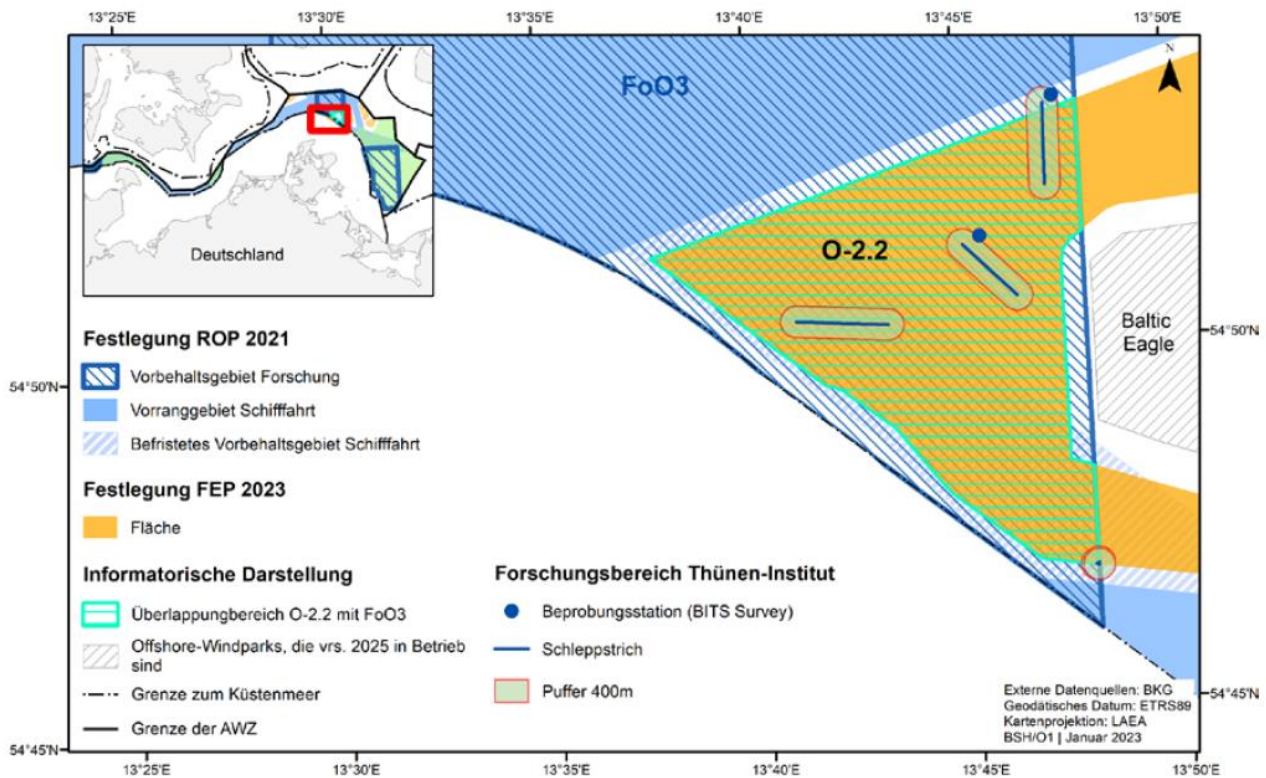 13°25'E 13°30'E 13°40'E 13°45'E 13°50'E
N
FoO3
O-2.2
Deutschland
Baltic
Eagle
54°50'N
54°50'N
Festlegung ROP 2021
Vorbehaltsgebiet Forschung
Vorranggebiet Schifffahrt
Befristetes Vorbehaltsgebiet Schifffahrt
Festlegung FEP 2023
Fläche
Informatorische Darstellung
Überlappungbereich O-2.2 mit FoO3
Offshore-Windparks, die vrs. 2025 in Betrieb
sind
Grenze zum Küstenmeer
Grenze der AWZ
Forschungsbereich Thünen-Institut
Beprobungsstation (BITS Survey)
Schleppstrich
Puffer 400m
Externe Datenquellen: BKG
Geodätisches Datum: ETRS89
Kartenprojektion: LAEA
BSH/O1 | Januar 2023
54°45'N
54°45'N
13°25'E 13°30'E 13°40'E 13°45'E 13°50'E